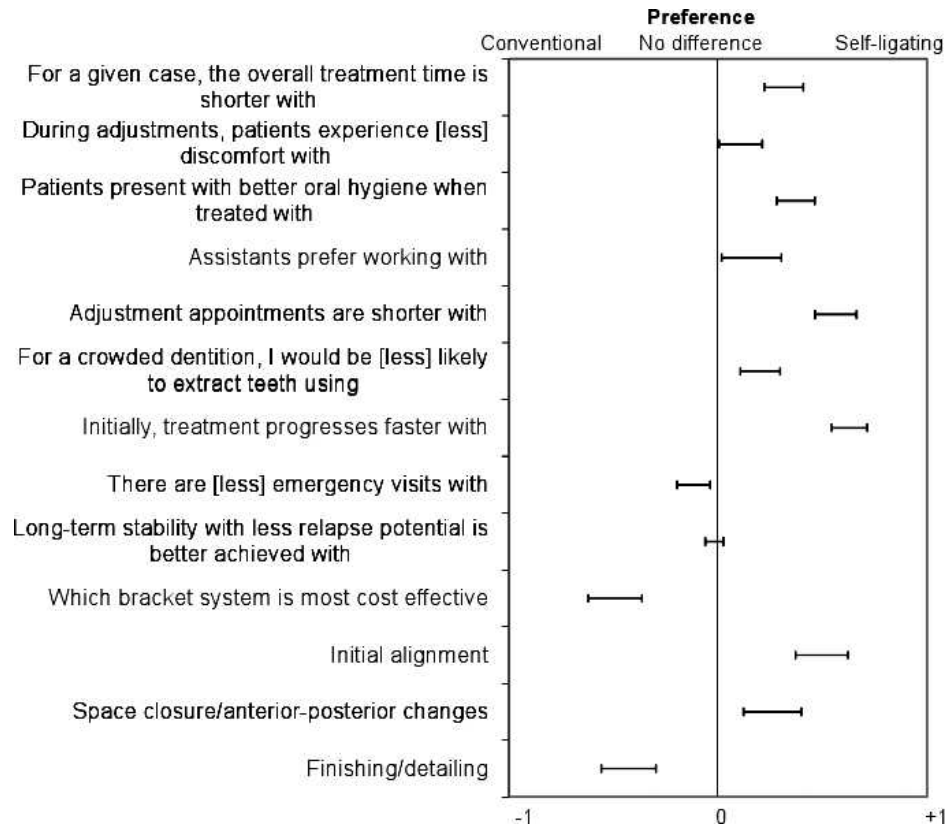 Preference
Conventional No difference Self-ligating
For a given case, the overall treatment time is
shorter with
During adjustments, patients experience [less]
discomfort with
Patients present with better oral hygiene when
treated with
Assistants prefer working with
Adjustment appointments are shorter with
For a crowded dentition, I would be [less] likely
to extract teeth using
Initially, treatment progresses faster with
There are [less] emergency visits with
Long-term stability with less relapse potential is
better achieved with
Which bracket system is most cost effective
Initial alignment
Space closure/anterior-posterior changes
Finishing/detailing
-1 0 +1